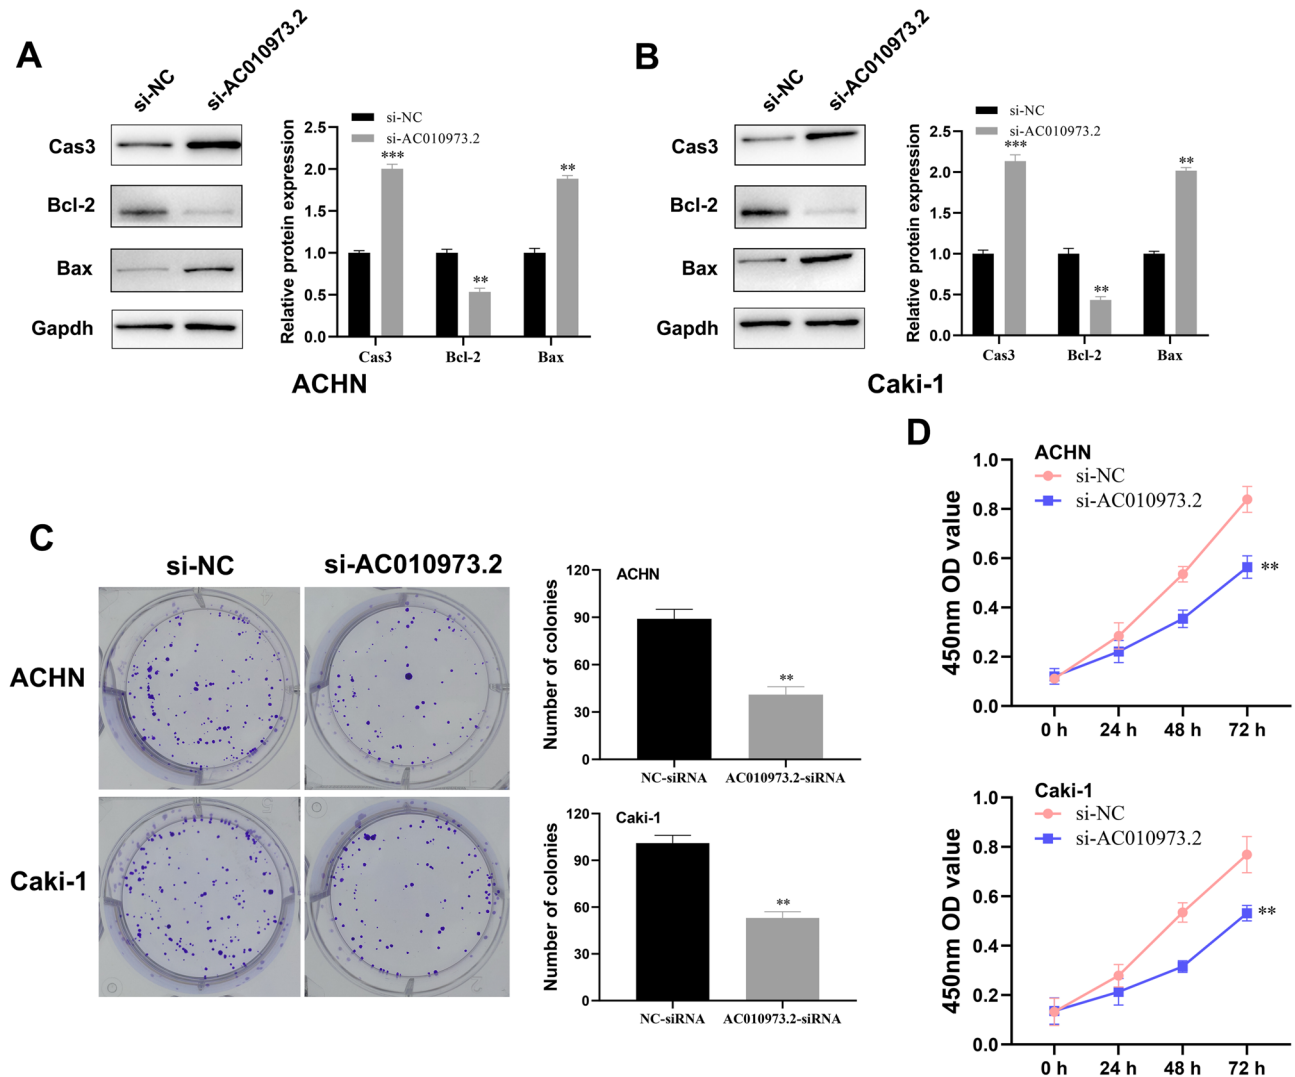 A
si-NC
si-AC010973.2
Cas3
Bcl-2
Bax
Gapdh
si-NC
si-AC010973.2
Relative protein expression
2.5
2.0
1.5
1.0
0.5
0.0
***
**
**
Cas3 Bcl-2 Bax
ACHN
B
si-NC
si-AC010973.2
Cas3
Bcl-2
Bax
Gapdh
si-NC
si-AC010973.2
Relative protein expression
2.5
2.0
1.5
1.0
0.5
0.0
***
**
**
Cas3 Bcl-2 Bax
Caki-1
C
si-NC si-AC010973.2
ACHN
Caki-1
ACHN
Number of colonies
120
90
60
30
0
**
NC-siRNA AC010973.2-siRNA
Caki-1
Number of colonies
120
90
60
30
0
**
NC-siRNA AC010973.2-siRNA
D
ACHN
si-NC
si-AC010973.2
450nm OD value
1.0
0.8
0.6
0.4
0.2
0.0
**
0 h 24 h 48 h 72 h
Caki-1
si-NC
si-AC010973.2
450nm OD value
1.0
0.8
0.6
0.4
0.2
0.0
**
0 h 24 h 48 h 72 h